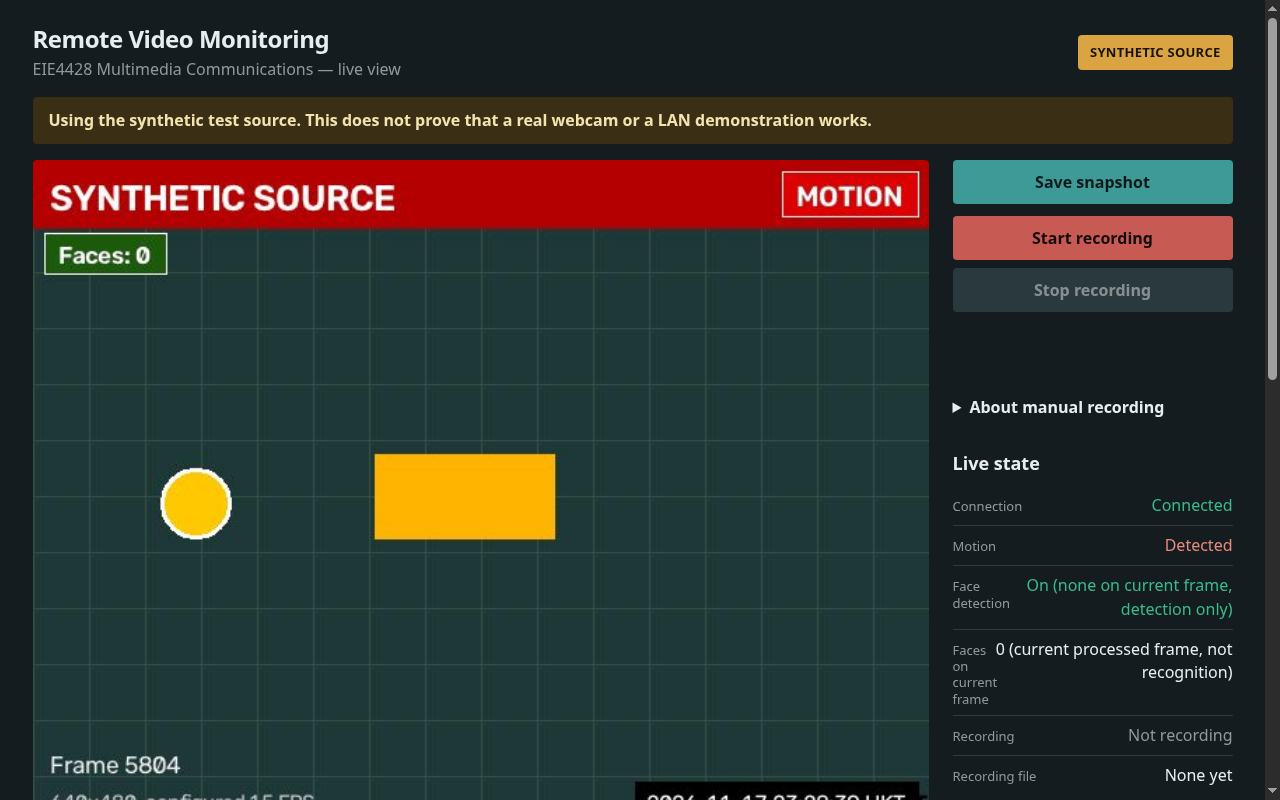 Remote Video Monitoring
EIE4428 Multimedia Communications — live view
SYNTHETIC SOURCE
Using the synthetic test source. This does not prove that a real webcam or a LAN demonstration works.
SYNTHETIC SOURCE
MOTION
Faces: 0
Frame 5804
Save snapshot
Start recording
Stop recording
▶ About manual recording
Live state
Connection Connected
Motion Detected
Face detection
On (none on current frame, detection only)
Faces on current frame
0 (current processed frame, not recognition)
Recording Not recording
Recording file None yet